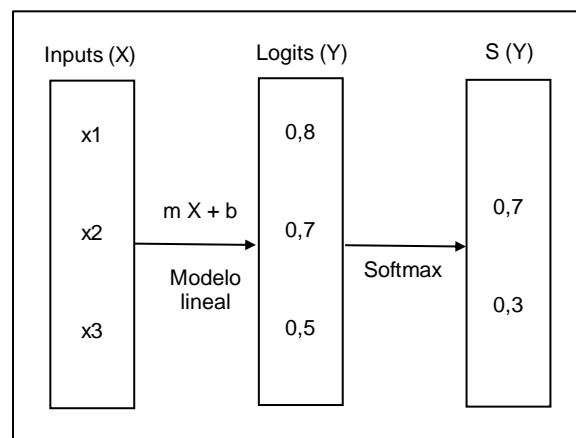 Inputs (X)
Logits (Y)
S (Y)
x1
x2
x3
m X + b
Modelo
lineal
0,8
0,7
0,5
Softmax
0,7
0,3